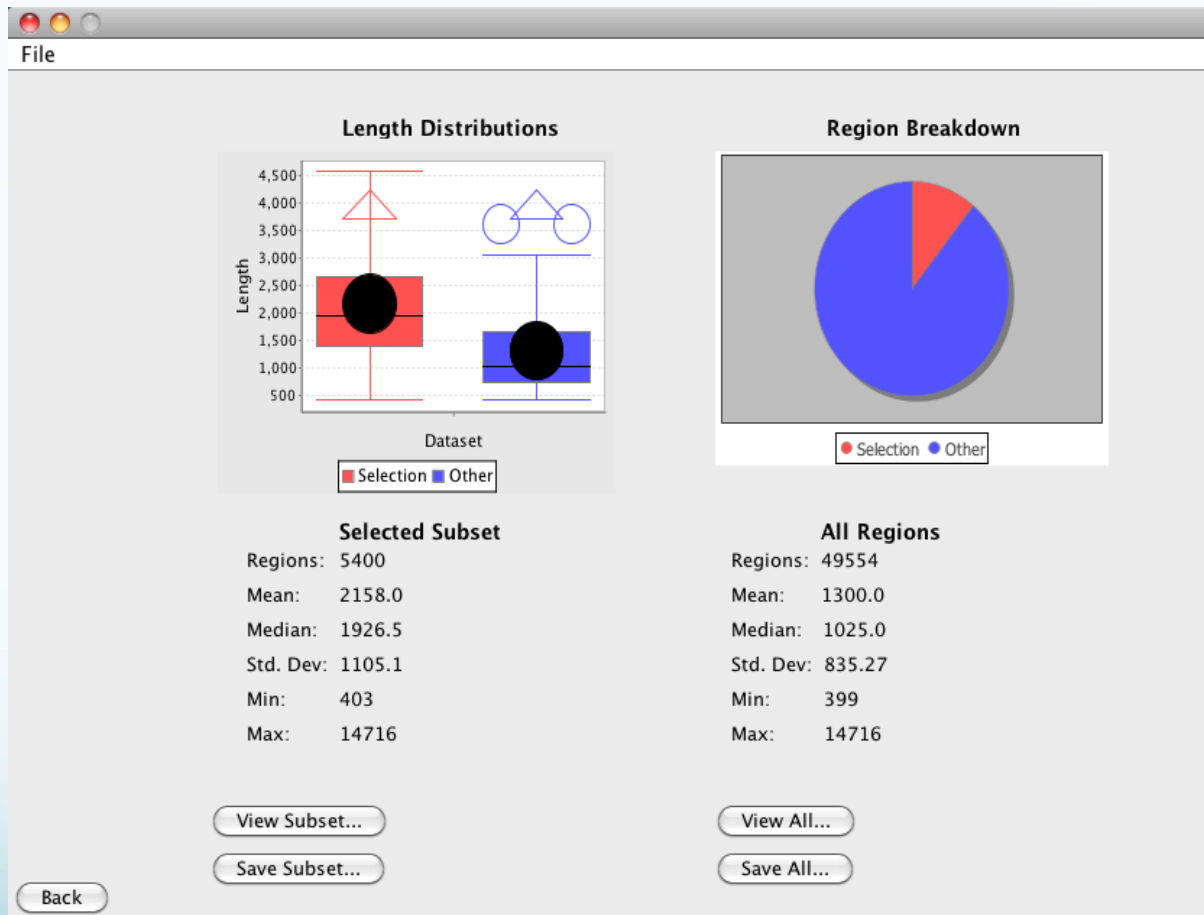 File
Length Distributions
4,500
4,000
3,500
3,000
2,500
2,000
1,500
1,000
500
Length
Dataset
Selection Other
Region Breakdown
Selection Other
Selected Subset
Regions: 5400
Mean: 2158.0
Median: 1926.5
Std. Dev: 1105.1
Min: 403
Max: 14716
All Regions
Regions: 49554
Mean: 1300.0
Median: 1025.0
Std. Dev: 835.27
Min: 399
Max: 14716
View Subset...
Save Subset...
View All...
Save All...
Back